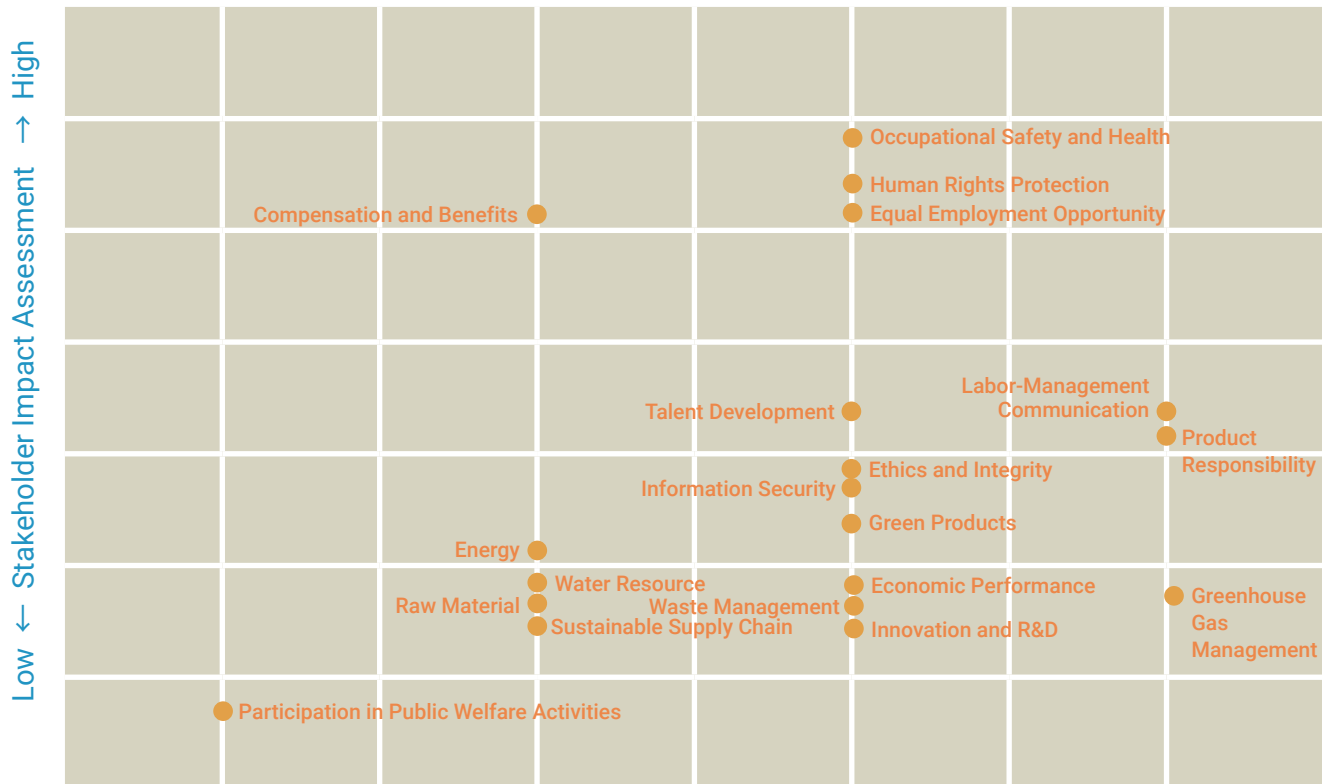 Low ← Stakeholder Impact Assessment → High
Occupational Safety and Health
Human Rights Protection
Compensation and Benefits
Equal Employment Opportunity
Labor-Management
Communication
Talent Development
Product
Responsibility
Ethics and Integrity
Information Security
Green Products
Energy
Water Resource
Economic Performance
Raw Material
Waste Management
Greenhouse
Gas
Management
Sustainable Supply Chain
Innovation and R&D
Participation in Public Welfare Activities